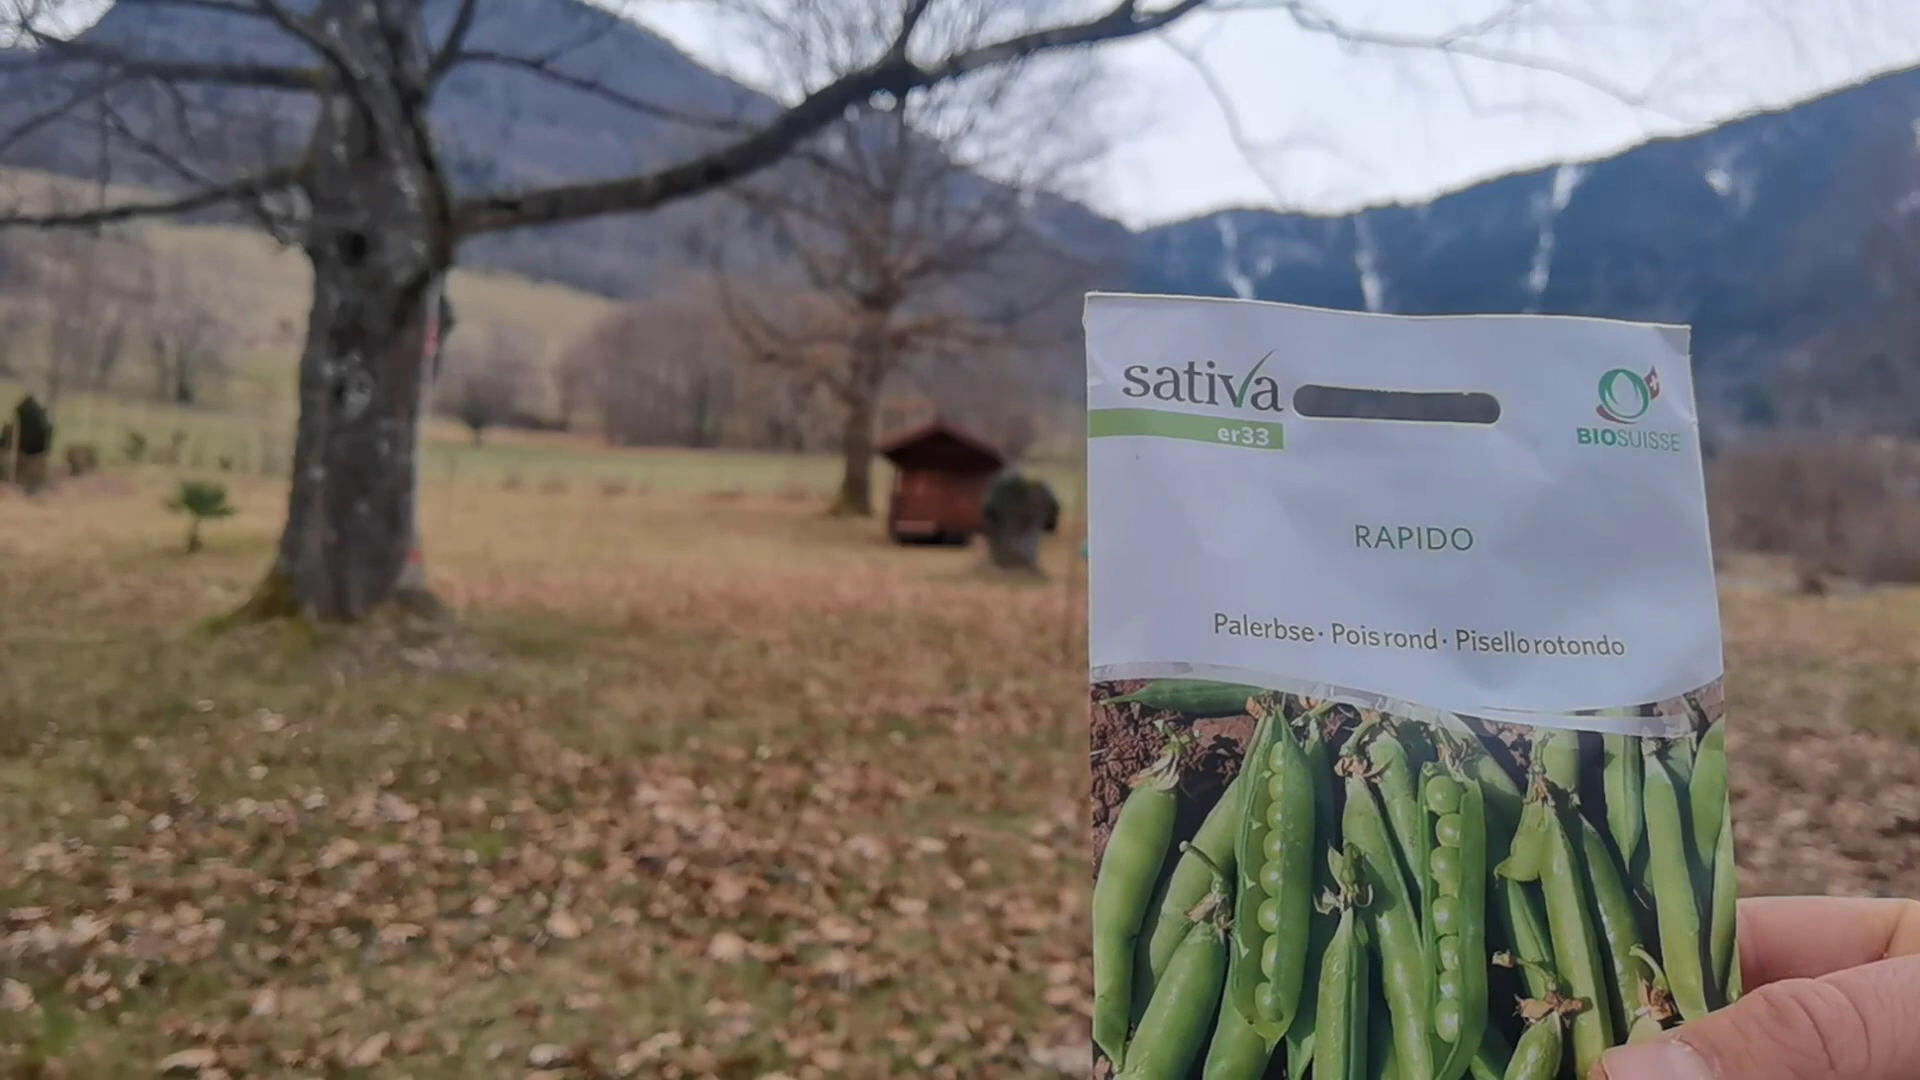 sativa
er33
BIOSUISSE
RAPIDO
Palerbse · Pois rond · Pisello rotondo